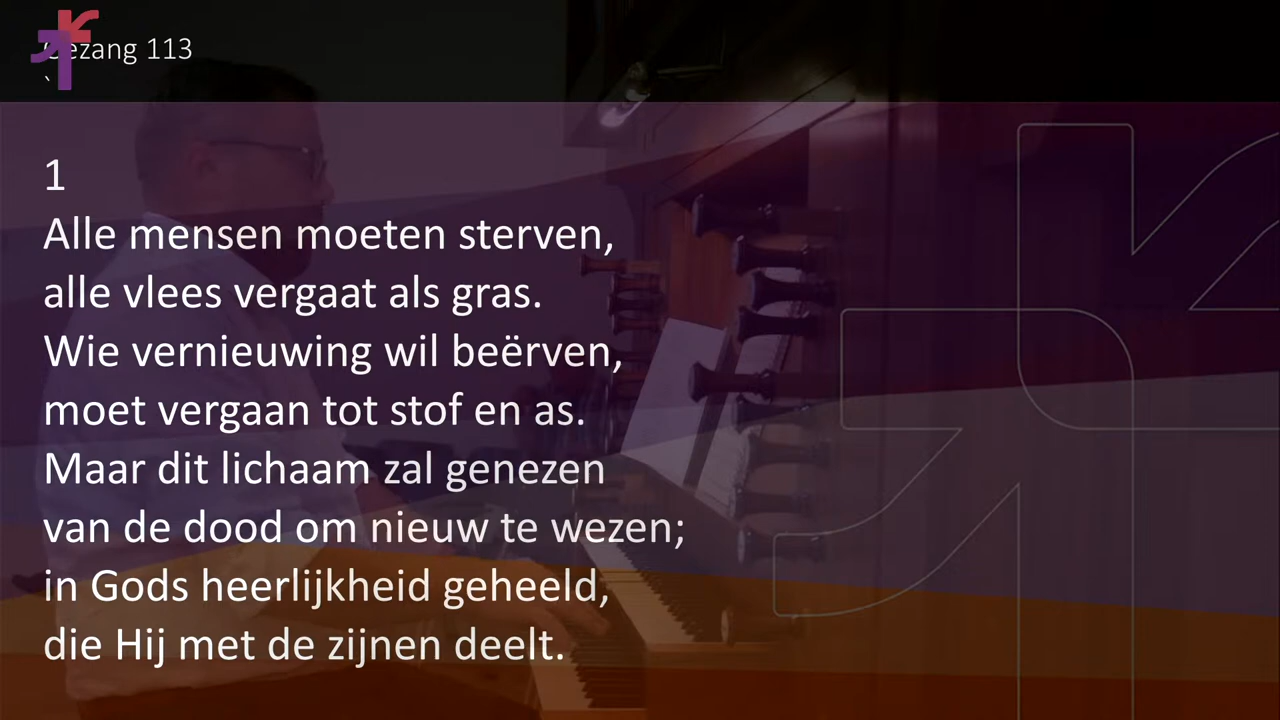 Gezang 113
`
1
Alle mensen moeten sterven,
alle vlees vergaat als gras.
Wie vernieuwing wil beërven,
moet vergaan tot stof en as.
Maar dit lichaam zal genezen
van de dood om nieuw te wezen;
in Gods heerlijkheid geheeld,
die Hij met de zijnen deelt.